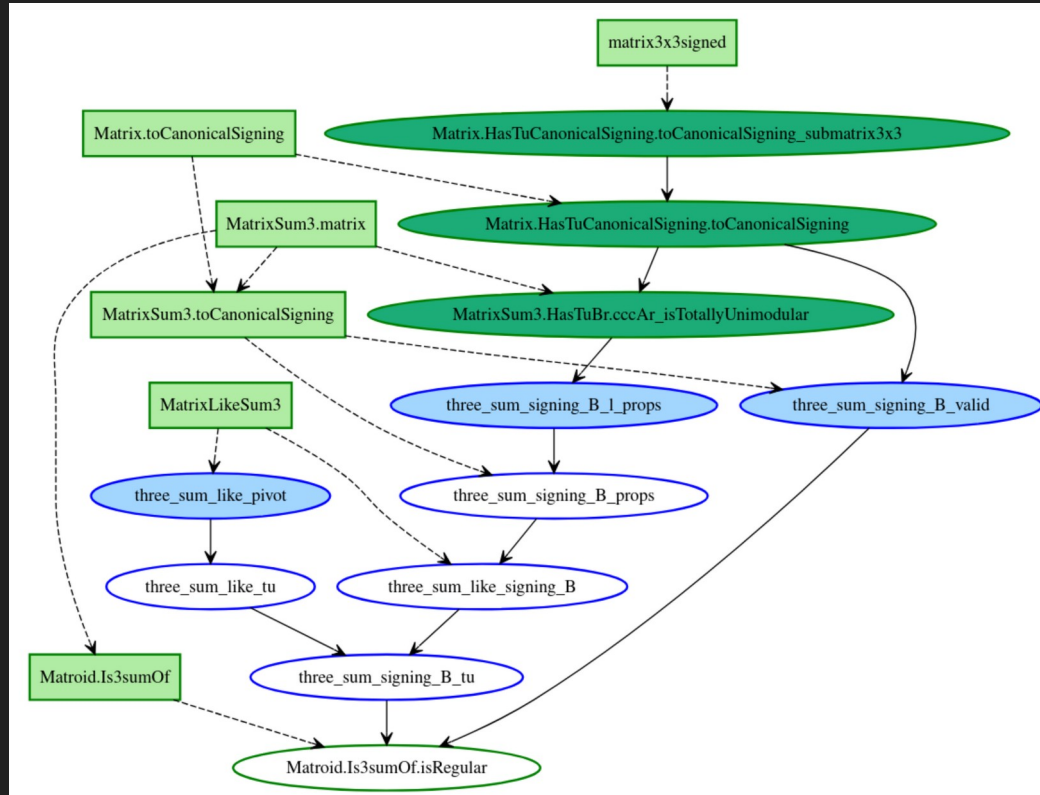 matrix3x3signed
Matrix.toCanonicalSigning
Matrix.HasTuCanonicalSigning.toCanonicalSigning_submatrix3x3
MatrixSum3.matrix
Matrix.HasTuCanonicalSigning.toCanonicalSigning
MatrixSum3.toCanonicalSigning
MatrixSum3.HasTuBr.cccAr_isTotallyUnimodular
MatrixLikeSum3
three_sum_signing_B_l_props
three_sum_signing_B_valid
three_sum_like_pivot
three_sum_signing_B_props
three_sum_like_tu
three_sum_like_signing_B
Matroid.Is3sumOf
three_sum_signing_B_tu
Matroid.Is3sumOf.isRegular